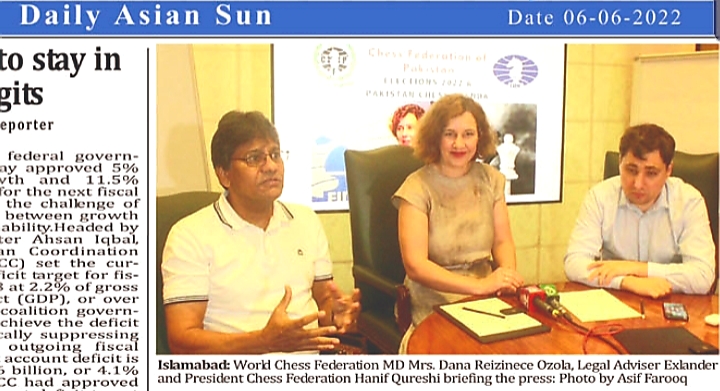 Daily Asian Sun
Date 06-06-2022
to stay in
gits
eporter
federal govern-
ay approved 5%
vth and 11.5%
for the next fiscal
the challenge of
between growth
ability.Headed by
ter Ahsan Iqbal,
an Coordination
CC) set the cur-
ficit target for fis-
3 at 2.2% of gross
ct (GDP), or over
coalition govern-
chieve the deficit
cally suppressing
outgoing fiscal
account deficit is
6 billion, or 4.1%
CC had approved
Chess Federation of
Pakistan
ELECTIONS 2022 &
PAKISTAN CHESS
Islamabad: World Chess Federation MD Mrs. Dana Reizinece Ozola, Legal Adviser Exlander
and President Chess Federation Hanif Qureshi briefing the press: Photo by Asif Farooq.